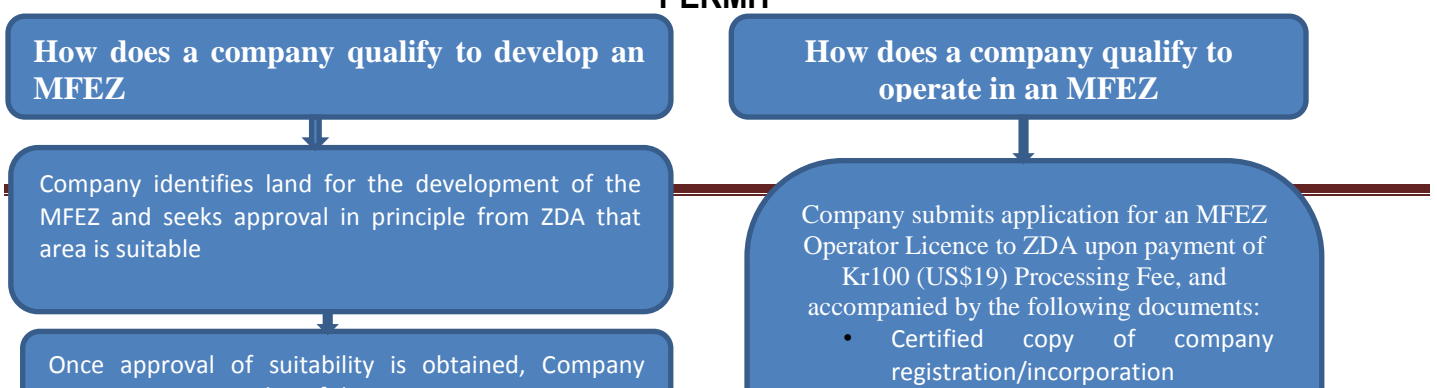 PERMIT
How does a company qualify to develop an
MFEZ
Company identifies land for the development of the
MFEZ and seeks approval in principle from ZDA that
area is suitable
Once approval of suitability is obtained, Company
How does a company qualify to
operate in an MFEZ
Company submits application for an MFEZ
Operator Licence to ZDA upon payment of
Kr100 (US$19) Processing Fee, and
accompanied by the following documents:
• Certified copy of company
registration/incorporation